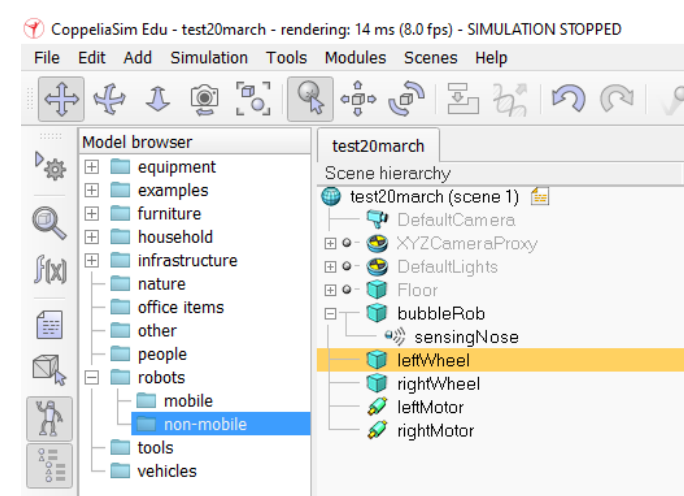 CoppeliaSim Edu - test20march - rendering: 14 ms (8.0 fps) - SIMULATION STOPPED
File Edit Add Simulation Tools Modules Scenes Help
Model browser
equipment
examples
furniture
household
infrastructure
nature
office items
other
people
robots
mobile
non-mobile
tools
vehicles
test20march
Scene hierarchy
test20march (scene 1)
DefaultCamera
XYZCameraProxy
DefaultLights
Floor
bubbleRob
sensingNose
leftWheel
rightWheel
leftMotor
rightMotor
f(x)